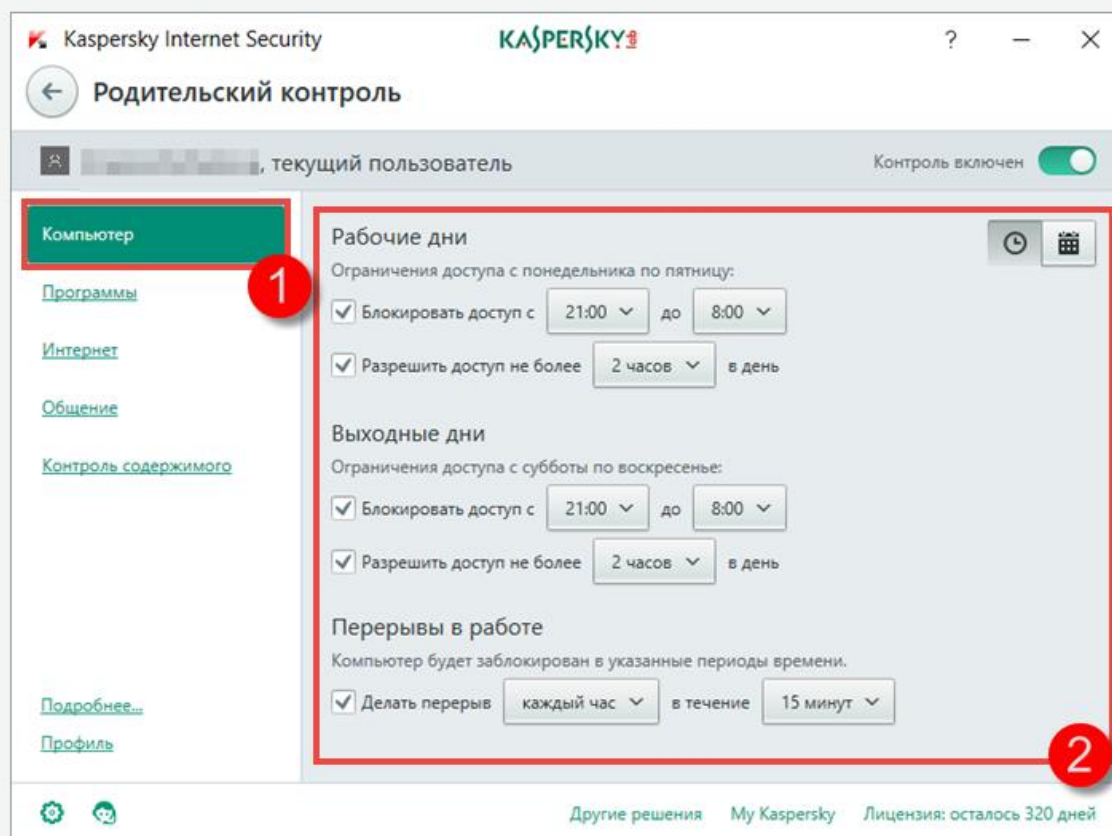 Kaspersky Internet Security
KASPERSKY lab
?
Родительский контроль
, текущий пользователь
Контроль включен
Компьютер
1
Программы
Интернет
Общение
Контроль содержимого
Подробнее...
Профиль
Рабочие дни
Ограничения доступа с понедельника по пятницу:
Блокировать доступ с 21:00 до 8:00
Разрешить доступ не более 2 часов в день
Выходные дни
Ограничения доступа с субботы по воскресенье:
Блокировать доступ с 21:00 до 8:00
Разрешить доступ не более 2 часов в день
Перерывы в работе
Компьютер будет заблокирован в указанные периоды времени.
Делать перерыв каждый час в течение 15 минут
2
Другие решения My Kaspersky Лицензия: осталось 320 дней